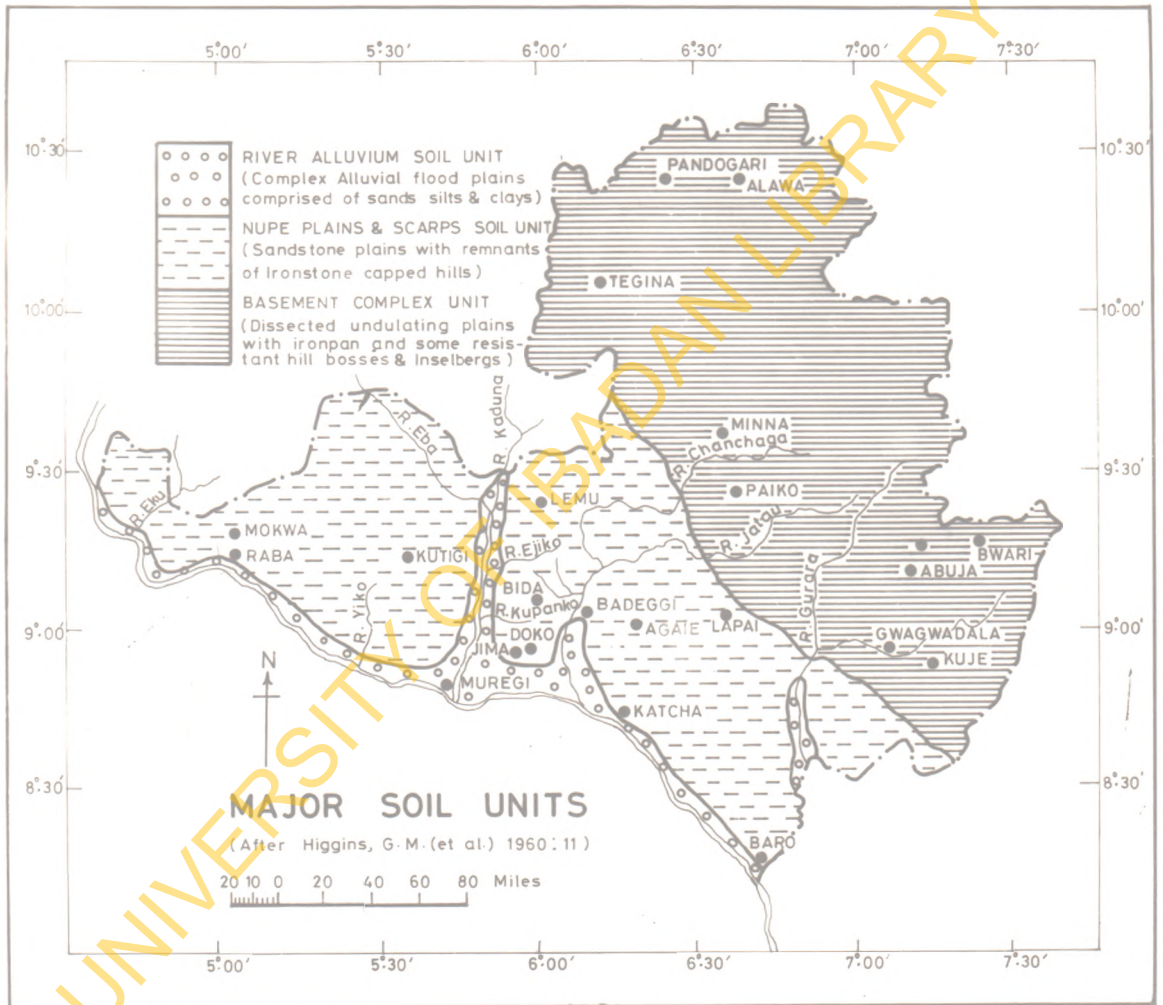 5°00' 5°30' 6°00' 6°30' 7°00' 7°30'
10°30' 10°30'
RIVER ALLUVIUM SOIL UNIT
(Complex Alluvial flood plains
comprised of sands silts & clays)
NUPE PLAINS & SCARPS SOIL UNIT
(Sandstone plains with remnants
of Ironstone capped hills)
BASEMENT COMPLEX UNIT
(Dissected undulating plains
with ironpan and some resis-
tant hill bosses & Inselbergs)
PANDOGARI
ALAWA
TEGINA
10°00' 10°00'
R. Kaduna
R. Eba
MINNA
R. Chanchaga
9°30' 9°30'
R. Eku
LEMU
PAIKO
MOKWA
RABA
KUTIGI
R. Ejiko
R. Jatau
BWARI
ABUJA
BIDA
R. Kupanko
BADEGGI
R. Yiko
R. Gurara
9°00' 9°00'
DOKO
JIMA
AGATE
LAPAI
GWAGWADALA
KUJE
MUREGI
KATCHA
N
8°30' 8°30'
MAJOR SOIL UNITS
(After Higgins, G.M. (et al.) 1960:11)
BARO
20 10 0 20 40 60 80 Miles
5°00' 5°30' 6°00' 6°30' 7°00' 7°30'
UNIVERSITY OF IBADAN LIBRARY